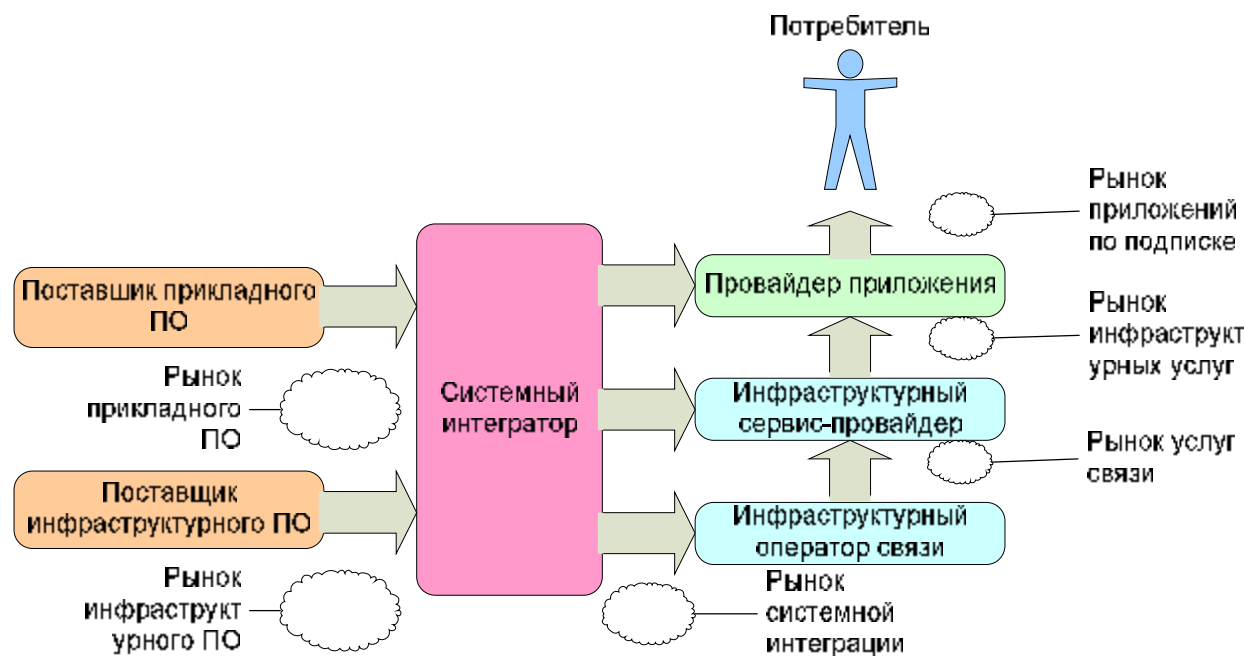 Потребитель
Рынок
приложений
по подписке
Поставшик прикладного
ПО
Провайдер приложения
Рынок
инфраструкт
урных услуг
Рынок
прикладного
ПО
Системный
интегратор
Инфраструктурный
сервис-провайдер
Рынок услуг
связи
Поставщик
инфраструктурного ПО
Инфраструктурный
оператор связи
Рынок
инфраструкт
урного ПО
Рынок
системной
интеграции